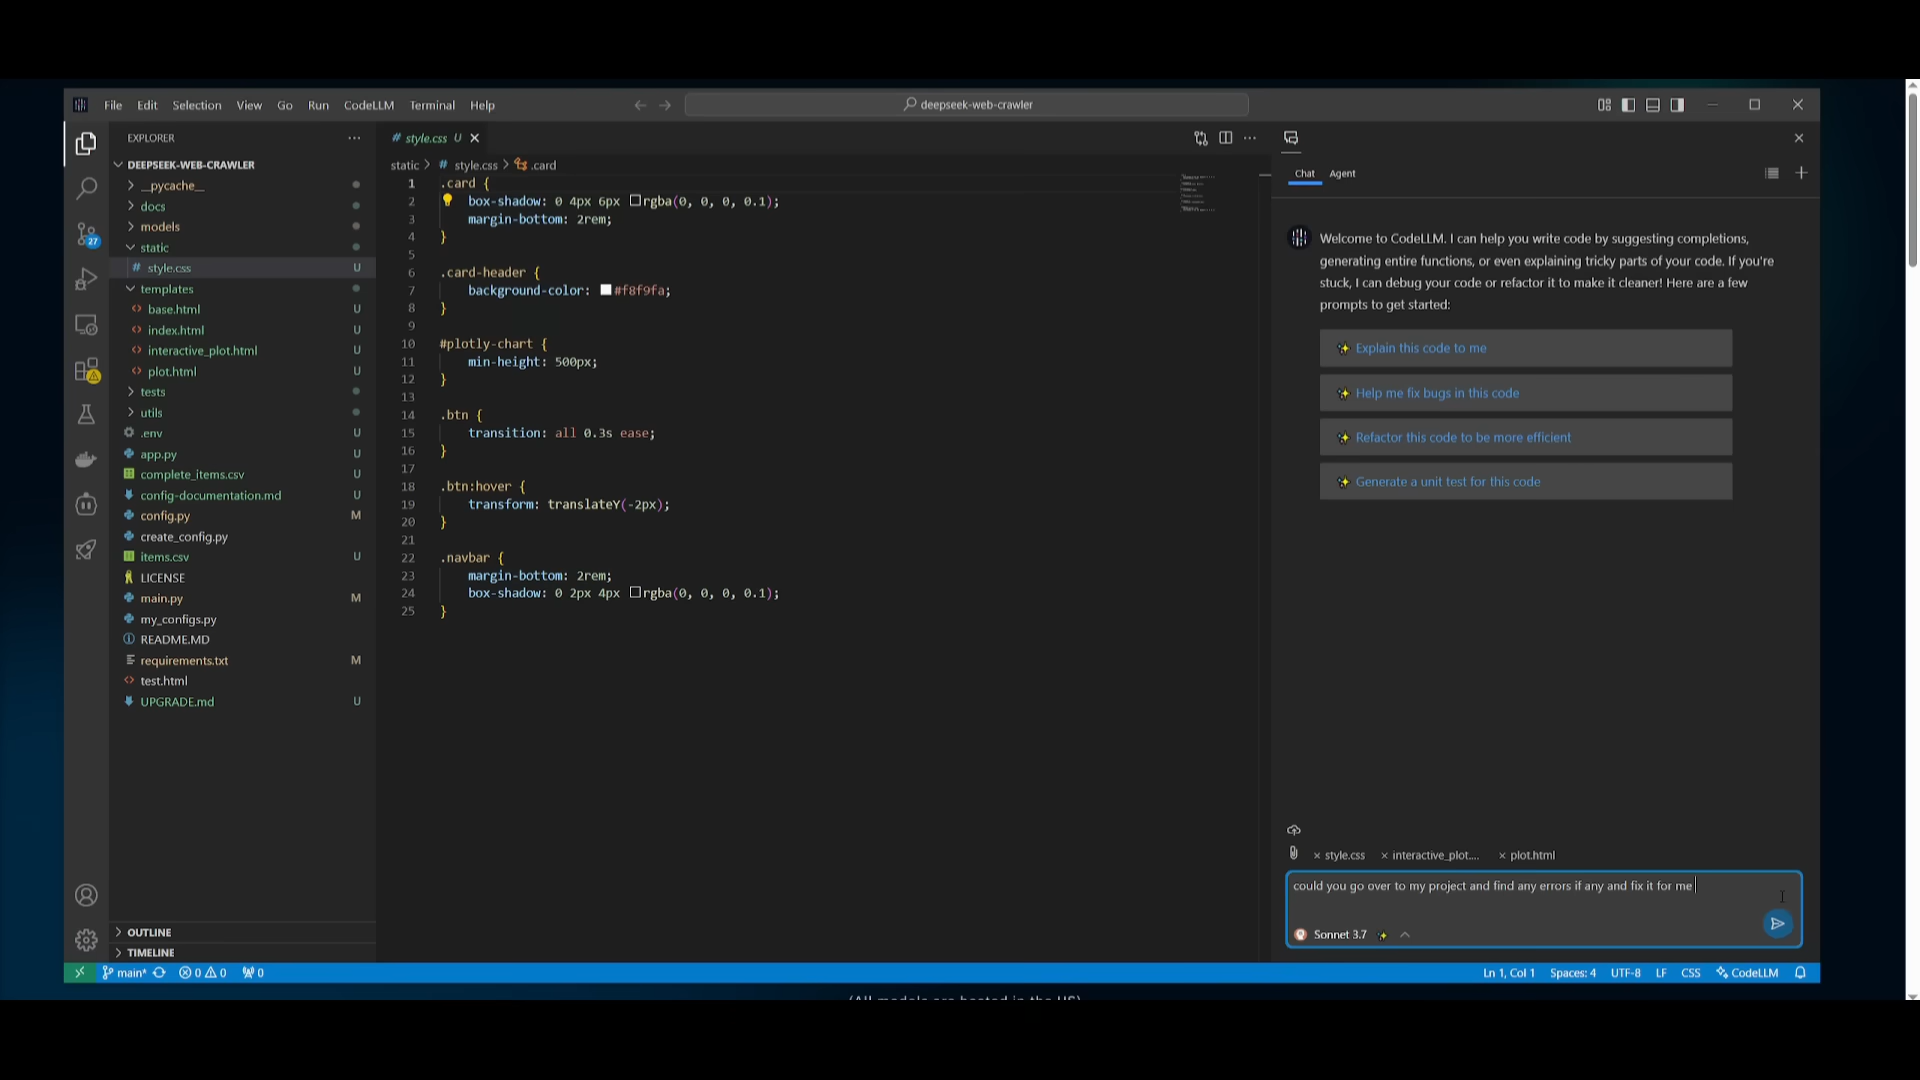 File Edit Selection View Go Run CodeLLM Terminal Help
deepseek-web-crawler
EXPLORER
DEEPSEEK-WEB-CRAWLER
__pycache__
docs
models
static
# style.css U
templates
<> base.html U
<> index.html U
<> interactive_plot.html U
<> plot.html U
tests
utils
.env U
app.py U
complete_items.csv U
config-documentation.md U
config.py M
create_config.py
items.csv U
LICENSE
main.py M
my_configs.py
README.MD
requirements.txt M
<> test.html
UPGRADE.md U
OUTLINE
TIMELINE
27
# style.css U
static > # style.css > .card
1 .card {
2 box-shadow: 0 4px 6px rgba(0, 0, 0, 0.1);
3 margin-bottom: 2rem;
4 }
5
6 .card-header {
7 background-color: #f8f9fa;
8 }
9
10 #plotly-chart {
11 min-height: 500px;
12 }
13
14 .btn {
15 transition: all 0.3s ease;
16 }
17
18 .btn:hover {
19 transform: translateY(-2px);
20 }
21
22 .navbar {
23 margin-bottom: 2rem;
24 box-shadow: 0 2px 4px rgba(0, 0, 0, 0.1);
25 }
Chat Agent
Welcome to CodeLLM. I can help you write code by suggesting completions,
generating entire functions, or even explaining tricky parts of your code. If you're
stuck, I can debug your code or refactor it to make it cleaner! Here are a few
prompts to get started:
Explain this code to me
Help me fix bugs in this code
Refactor this code to be more efficient
Generate a unit test for this code
× style.css × interactive_plot.... × plot.html
could you go over to my project and find any errors if any and fix it for me
Sonnet 3.7
main* 0 0 0
Ln 1, Col 1 Spaces: 4 UTF-8 LF CSS CodeLLM
(All models are hosted in the US)